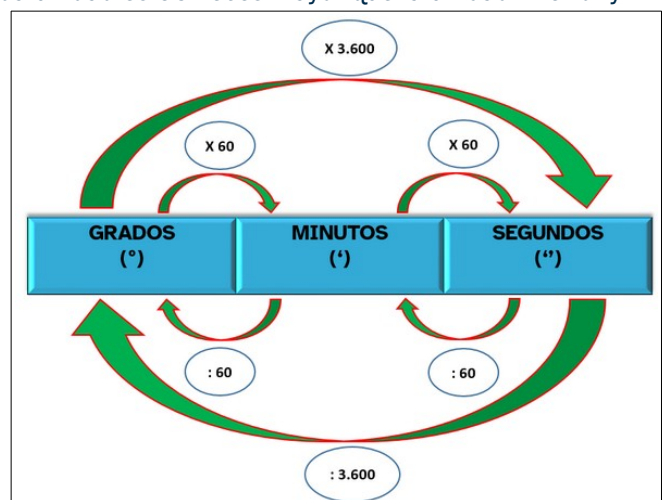 X 3.600
X 60
X 60
GRADOS
(°)
MINUTOS
(‘)
SEGUNDOS
(‘’)
: 60
: 60
: 3.600